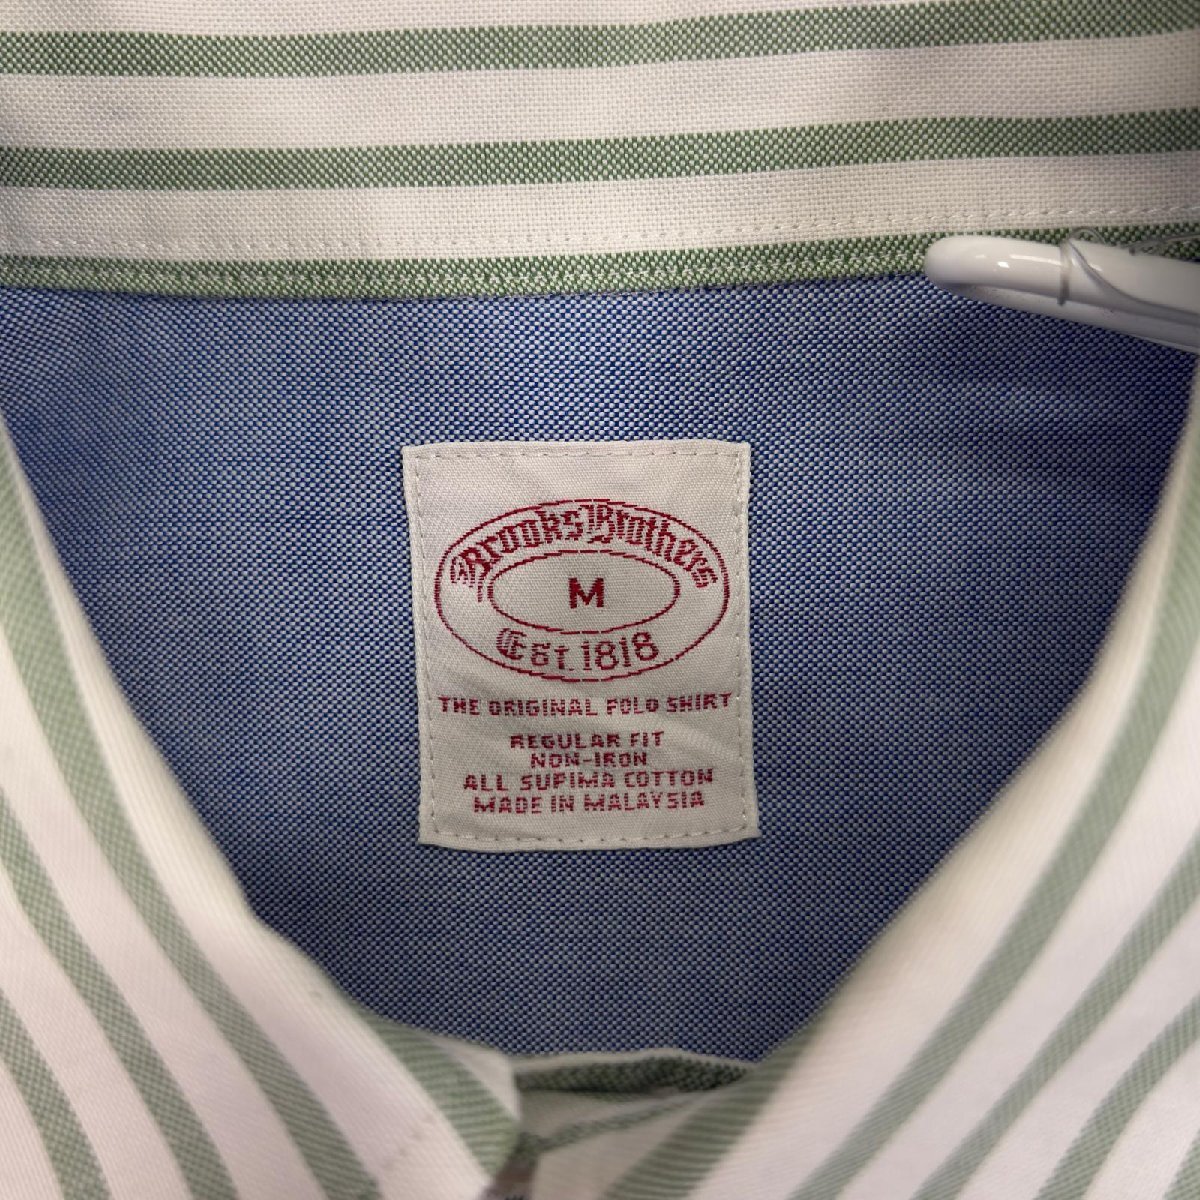 Brooks Brothers
M
Est. 1818
THE ORIGINAL POLO SHIRT
REGULAR FIT
NON-IRON
ALL SUPIMA COTTON
MADE IN MALAYSIA